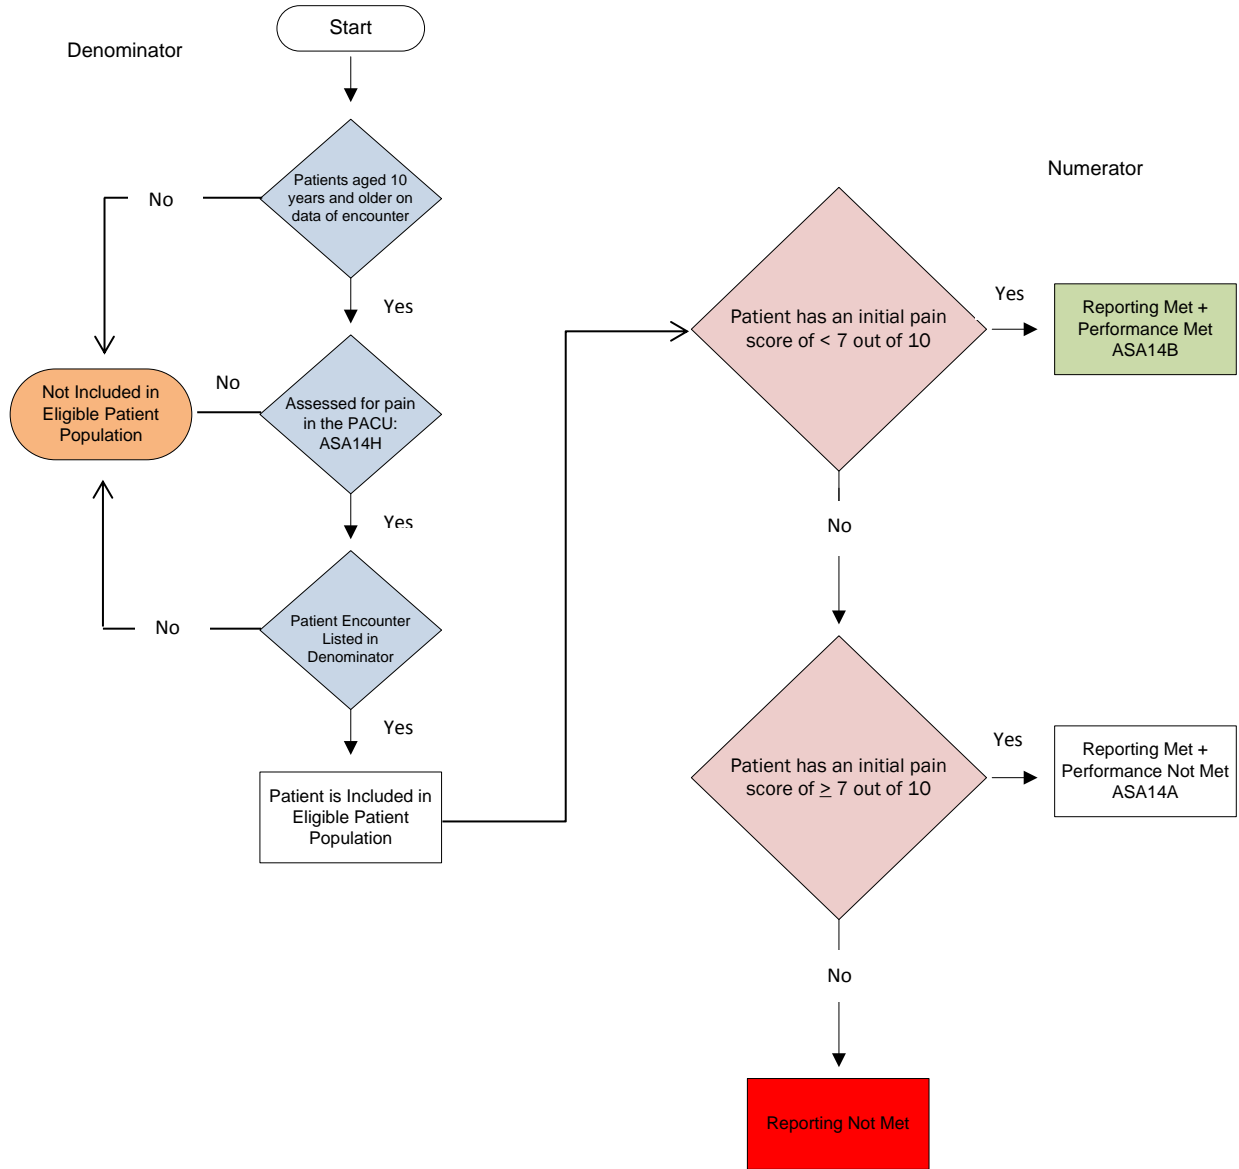 Start
Denominator
Patients aged 10
years and older on
data of encounter
No
Yes
Not Included in
Eligible Patient
Population
No
Assessed for pain
in the PACU:
ASA14H
Yes
Patient Encounter
Listed in
Denominator
No
Yes
Patient is Included in
Eligible Patient
Population
Numerator
Patient has an initial pain
score of < 7 out of 10
Yes
Reporting Met +
Performance Met
ASA14B
No
Patient has an initial pain
score of ≥ 7 out of 10
Yes
Reporting Met +
Performance Not Met
ASA14A
No
Reporting Not Met